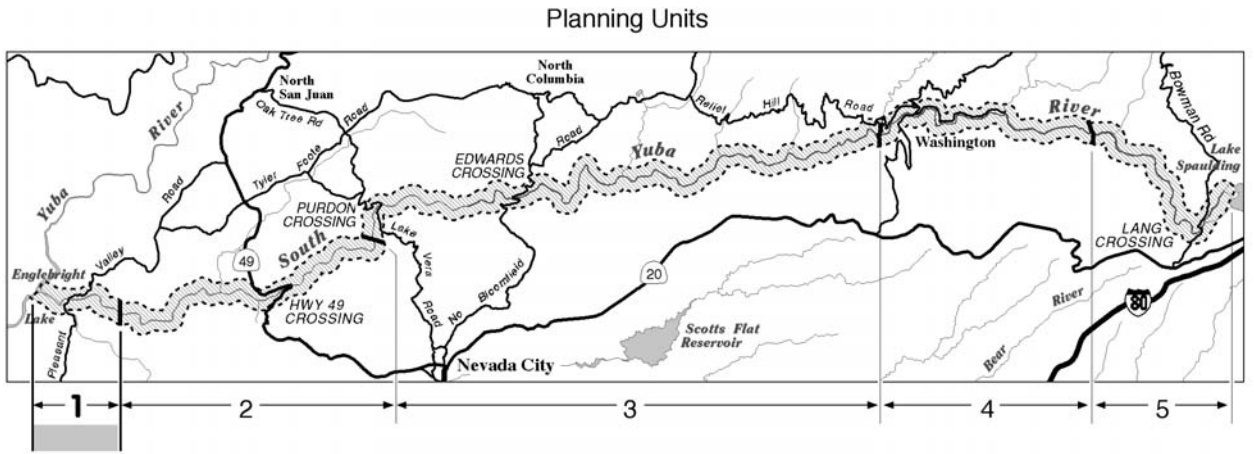 Planning Units
North
San Juan
North
Columbia
Yuba
River
Oak Tree Rd
Road
Tyler
Foote
Road
Road
Relief
Hill
Road
River
Bowman Rd
Washington
Lake
Spaulding
EDWARDS
CROSSING
Yuba
PURDON
CROSSING
Valley
49
South
Lake
Vera
Road
No
Bloomfield
20
LANG
CROSSING
Englebright
Lake
HWY 49
CROSSING
80
River
Bear
Scotts Flat
Reservoir
Pleasant
Nevada City
1
2
3
4
5